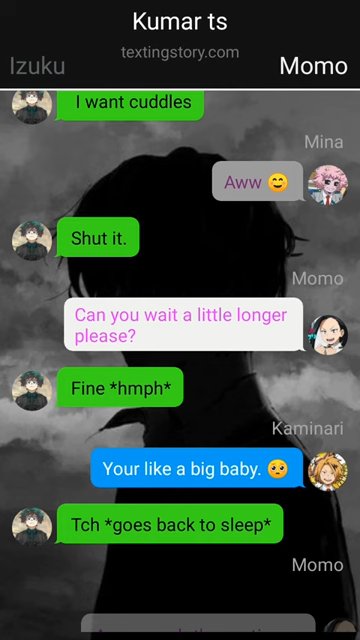 Kumar ts
textingstory.com
Izuku
Momo
I want cuddles
Mina
Aww 😊
Shut it.
Momo
Can you wait a little longer
please?
Fine *hmph*
Kaminari
Your like a big baby. 🥺
Tch *goes back to sleep*
Momo